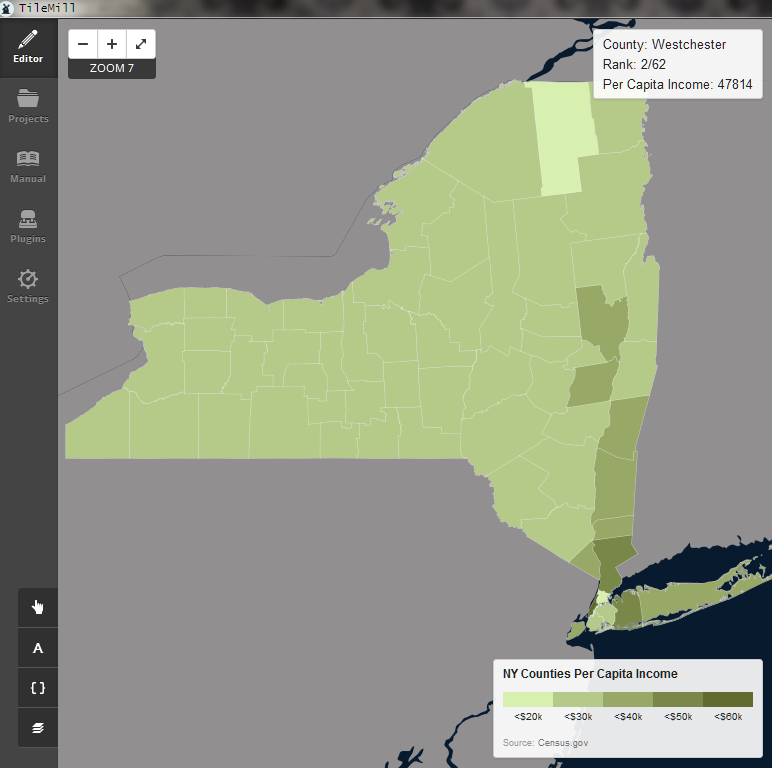 TileMill
Editor
Projects
Manual
Plugins
Settings
− + ⤢
ZOOM 7
County: Westchester
Rank: 2/62
Per Capita Income: 47814
A
{}
NY Counties Per Capita Income
<$20k <$30k <$40k <$50k <$60k
Source: Census.gov